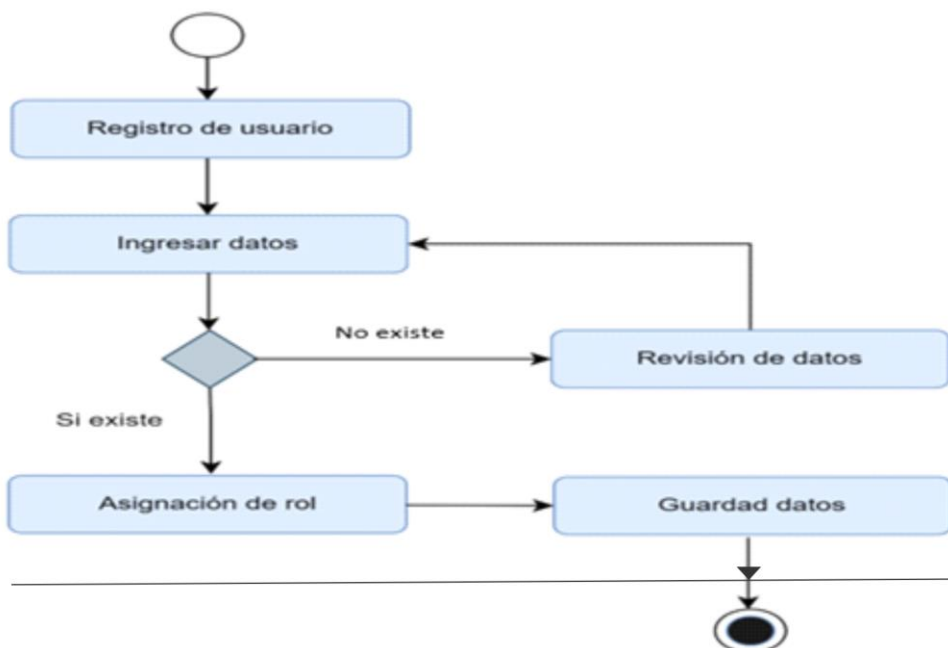 Registro de usuario
Ingresar datos
No existe
Revisión de datos
Si existe
Asignación de rol
Guardad datos